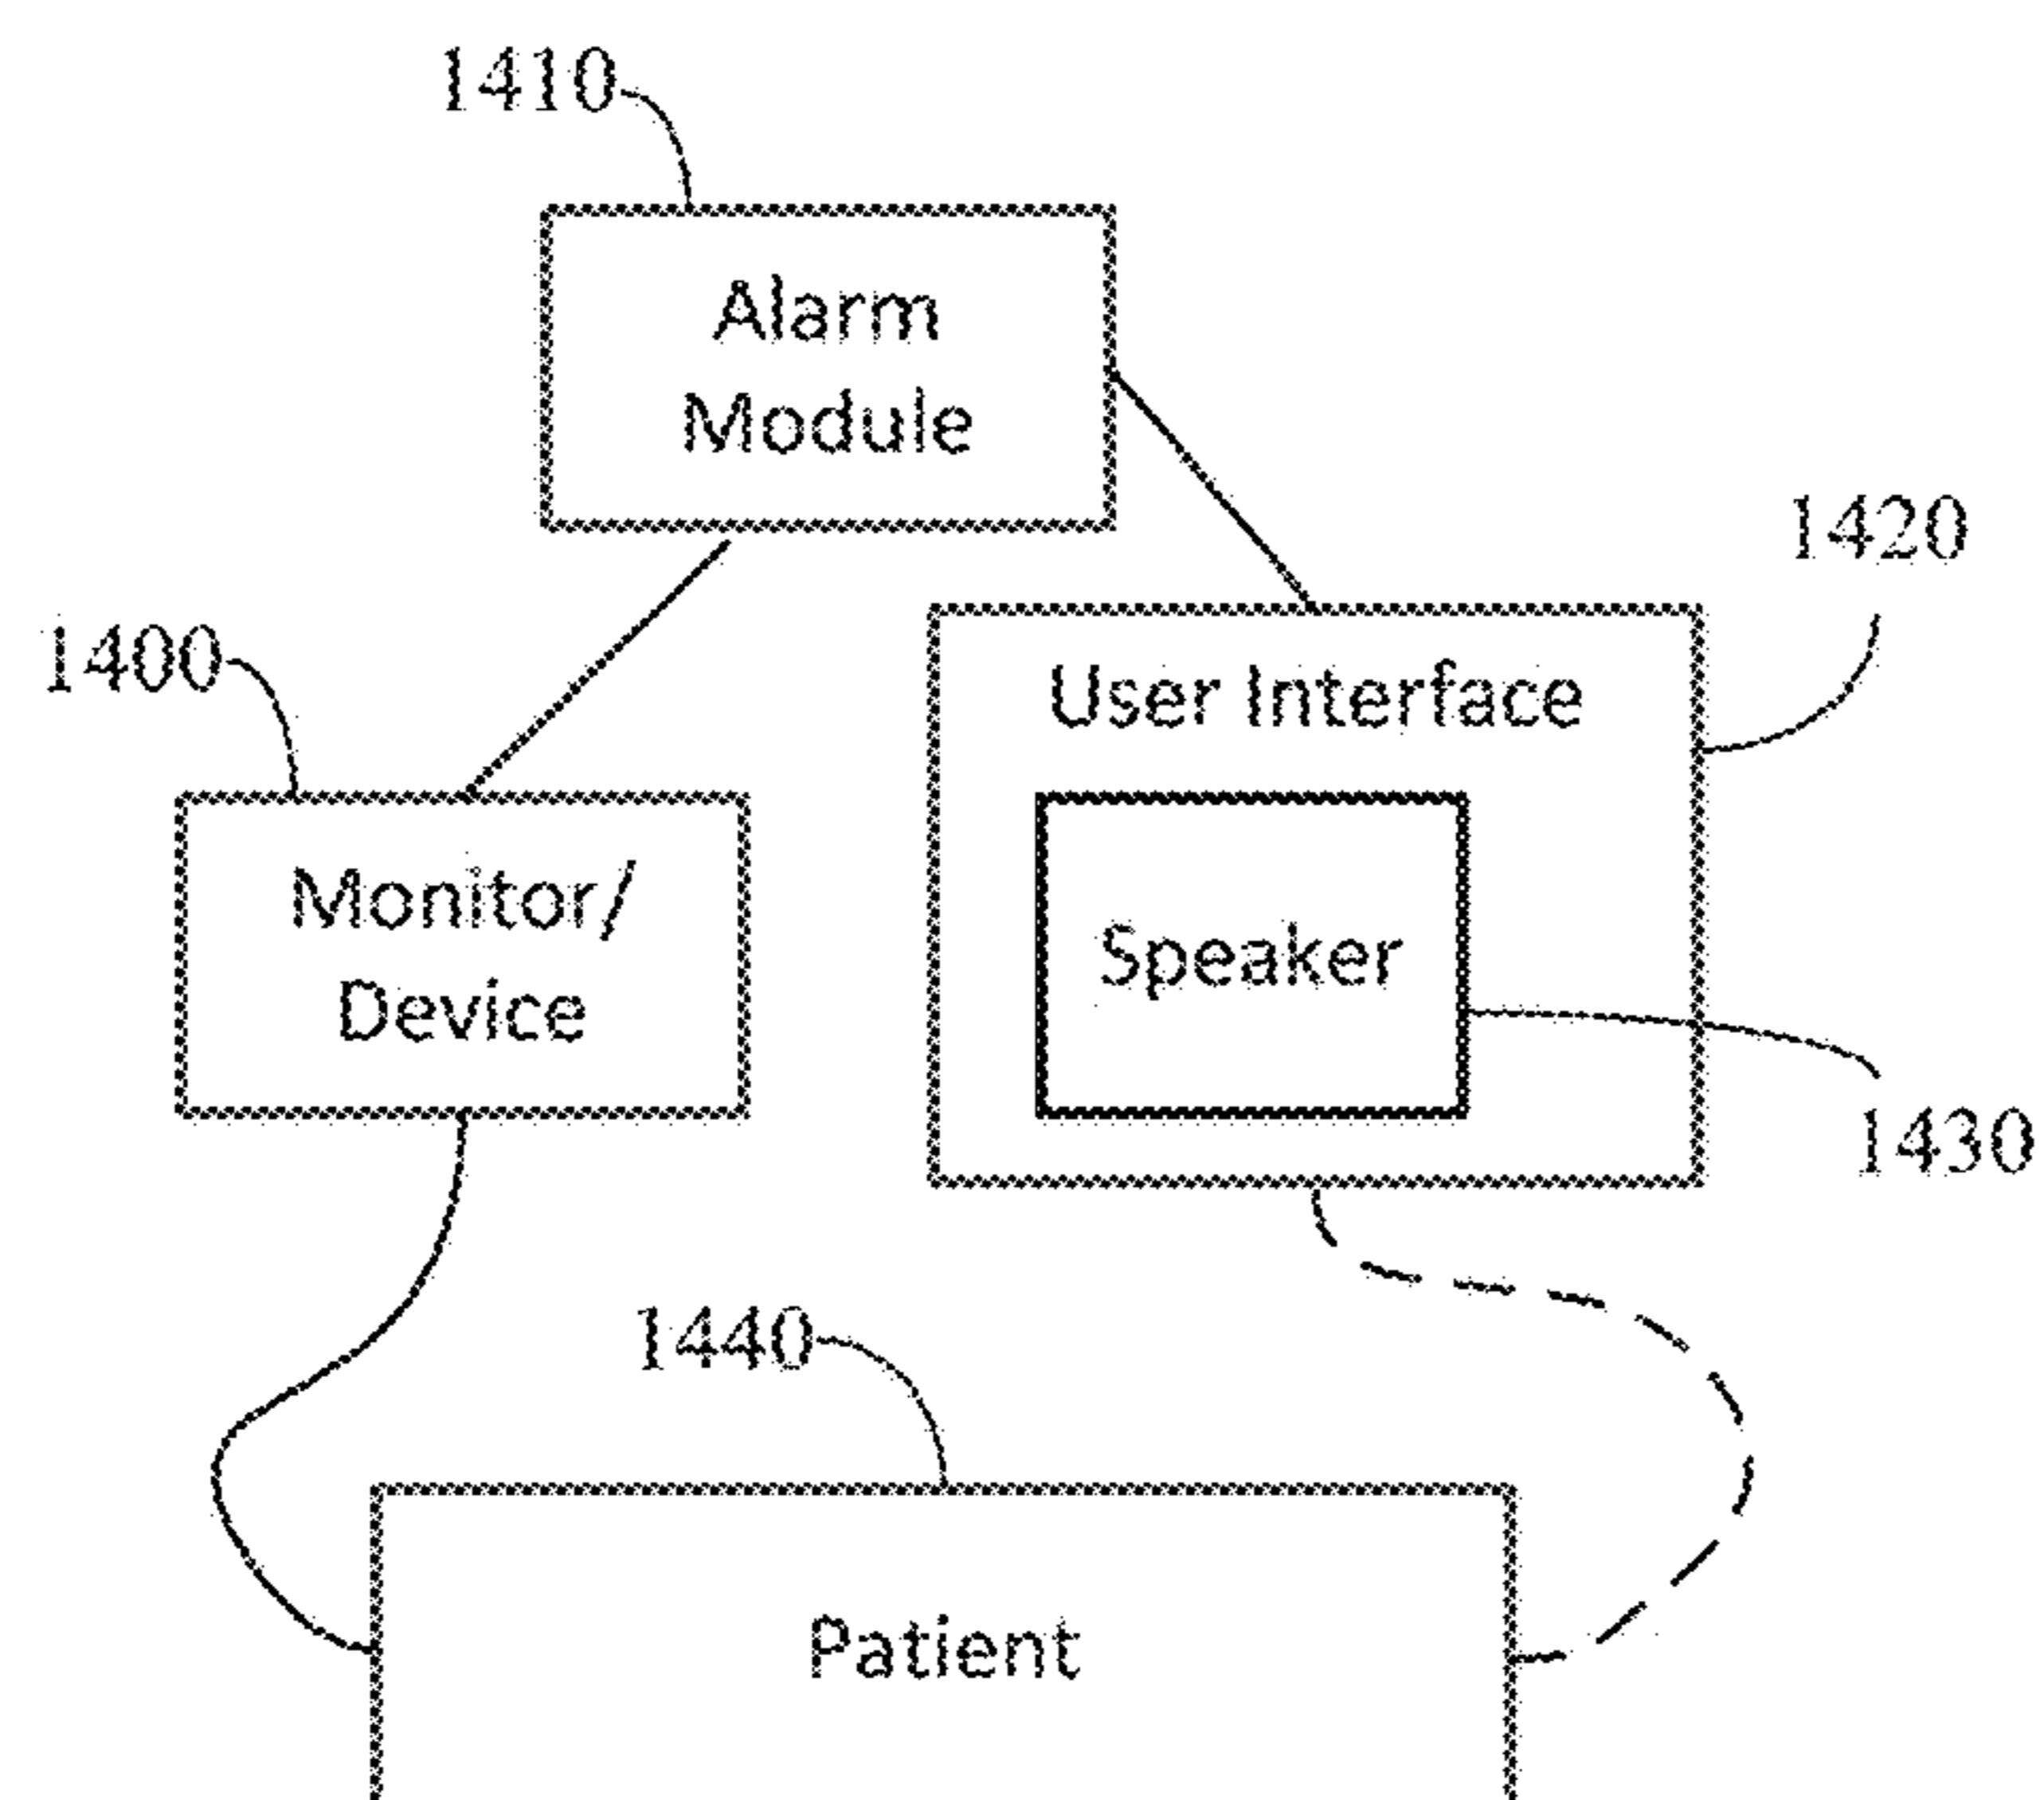 1410
Alarm
Module
1420
1400
User Interface
Monitor/
Device
Speaker
1430
1440
Patient